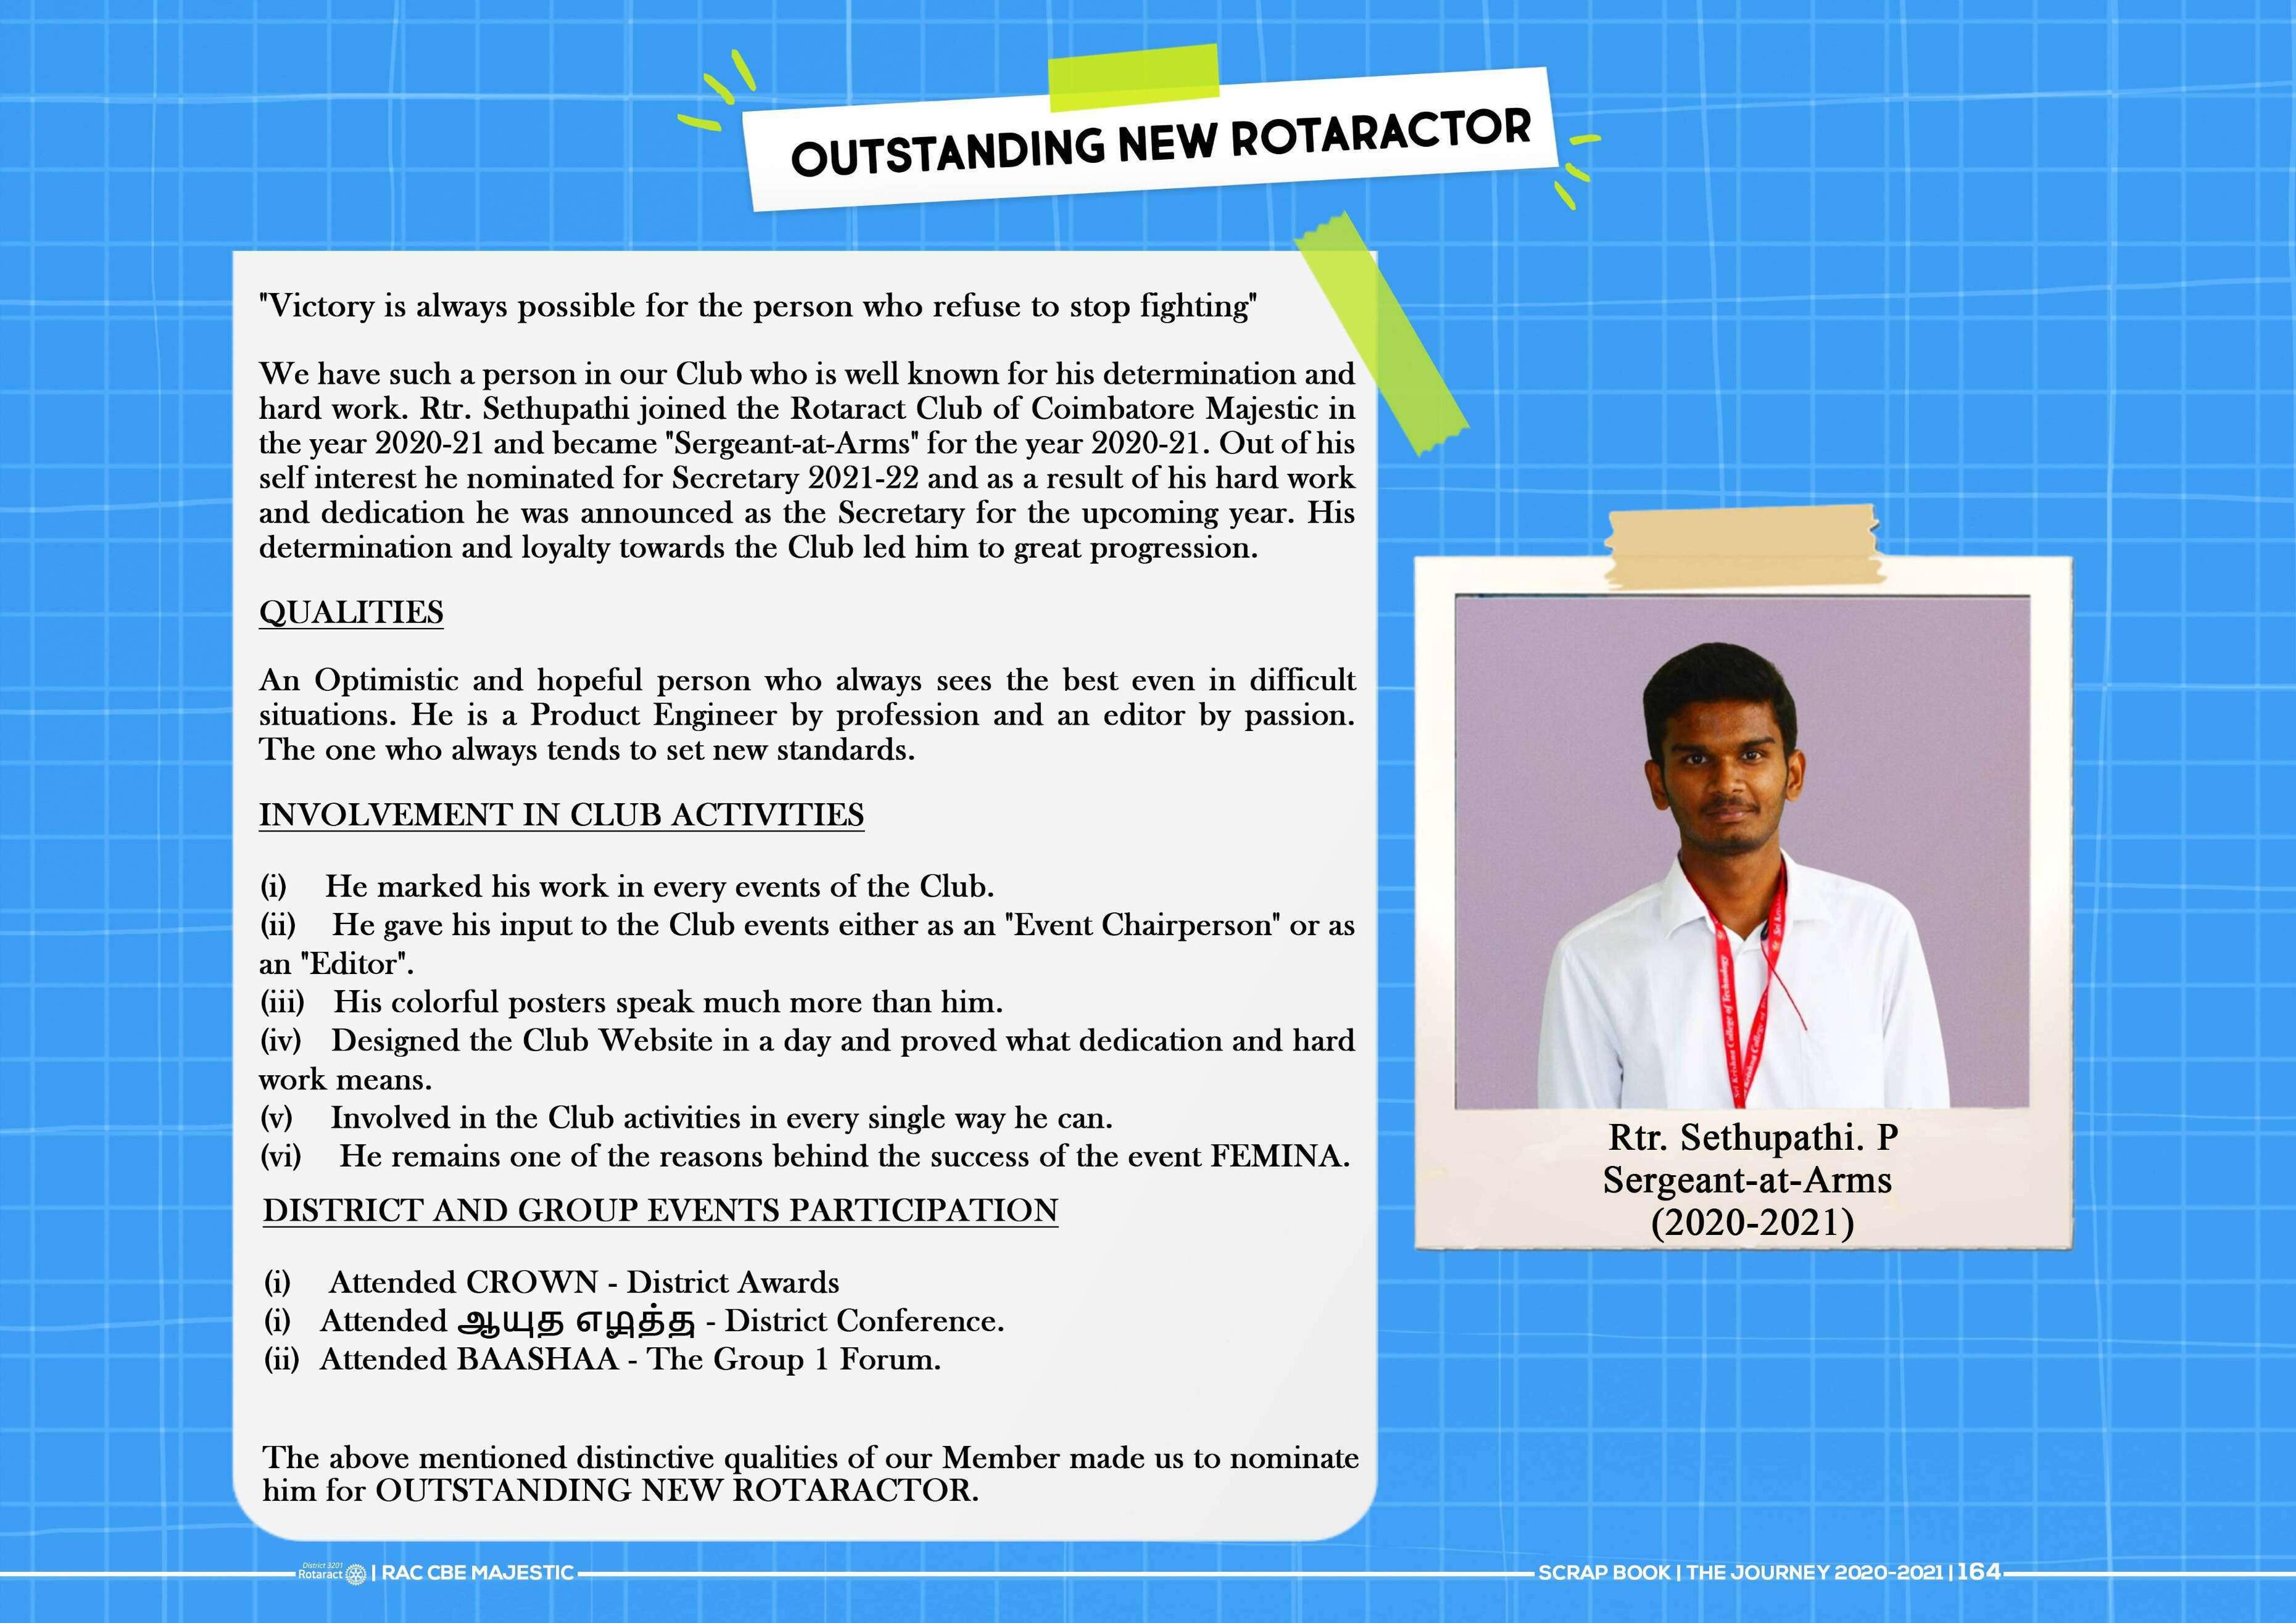 OUTSTANDING NEW ROTARACTOR
"Victory is always possible for the person who refuse to stop fighting"
We have such a person in our Club who is well known for his determination and
hard work. Rtr. Sethupathi joined the Rotaract Club of Coimbatore Majestic in
the year 2020-21 and became "Sergeant-at-Arms" for the year 2020-21. Out of his
self interest he nominated for Secretary 2021-22 and as a result of his hard work
and dedication he was announced as the Secretary for the upcoming year. His
determination and loyalty towards the Club led him to great progression.
QUALITIES
An Optimistic and hopeful person who always sees the best even in difficult
situations. He is a Product Engineer by profession and an editor by passion.
The one who always tends to set new standards.
INVOLVEMENT IN CLUB ACTIVITIES
(i) He marked his work in every events of the Club.
(ii) He gave his input to the Club events either as an "Event Chairperson" or as
an "Editor".
(iii) His colorful posters speak much more than him.
(iv) Designed the Club Website in a day and proved what dedication and hard
work means.
(v) Involved in the Club activities in every single way he can.
(vi) He remains one of the reasons behind the success of the event FEMINA.
DISTRICT AND GROUP EVENTS PARTICIPATION
(i) Attended CROWN - District Awards
(i) Attended ஆயுத எழுத்து - District Conference.
(ii) Attended BAASHAA - The Group 1 Forum.
The above mentioned distinctive qualities of our Member made us to nominate
him for OUTSTANDING NEW ROTARACTOR.
Sri Krishna College of Technology
Rtr. Sethupathi. P
Sergeant-at-Arms
(2020-2021)
District 3201
Rotaract | RAC CBE MAJESTIC
SCRAP BOOK | THE JOURNEY 2020-2021 | 164